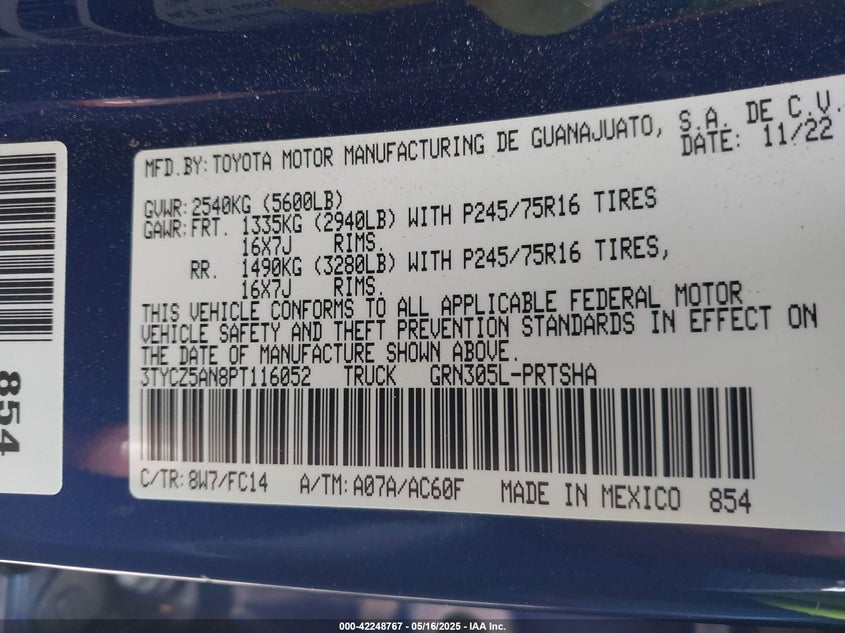 MFD.BY:TOYOTA MOTOR MANUFACTURING DE GUANAJUATO, S.A. DE C.V.
DATE: 11/22
GVWR:2540KG (5600LB)
GAWR:FRT. 1335KG (2940LB) WITH P245/75R16 TIRES
16X7J RIMS.
RR. 1490KG (3280LB) WITH P245/75R16 TIRES,
16X7J RIMS.
THIS VEHICLE CONFORMS TO ALL APPLICABLE FEDERAL MOTOR
VEHICLE SAFETY AND THEFT PREVENTION STANDARDS IN EFFECT ON
THE DATE OF MANUFACTURE SHOWN ABOVE.
3TYCZ5AN8PT116052 TRUCK GRN305L-PRTSHA
C/TR:8W7/FC14 A/TM:A07A/AC60F MADE IN MEXICO 854
854
000-42248767 - 05/16/2025 - IAA Inc.